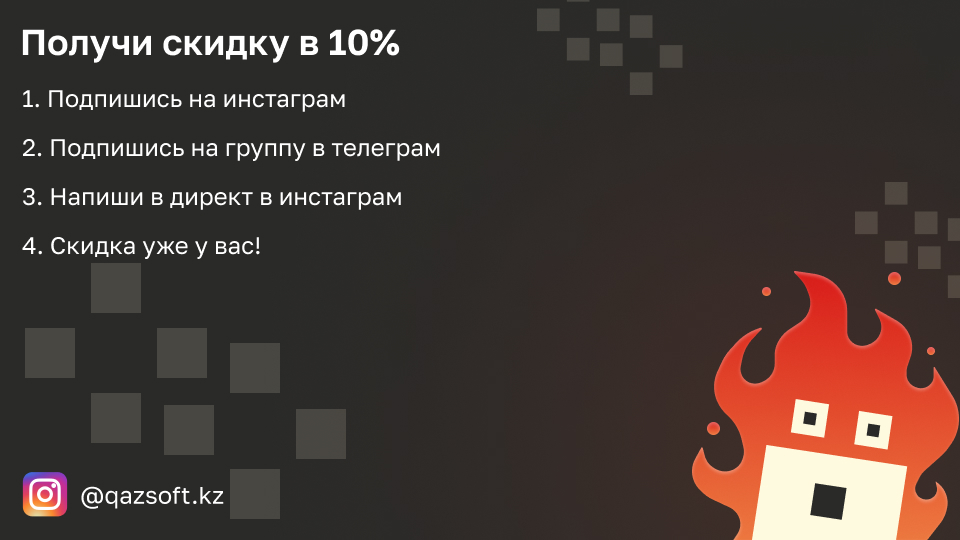 Получи скидку в 10%
1. Подпишись на инстаграм
2. Подпишись на группу в телеграм
3. Напиши в директ в инстаграм
4. Скидка уже у вас!
@qazsoft.kz